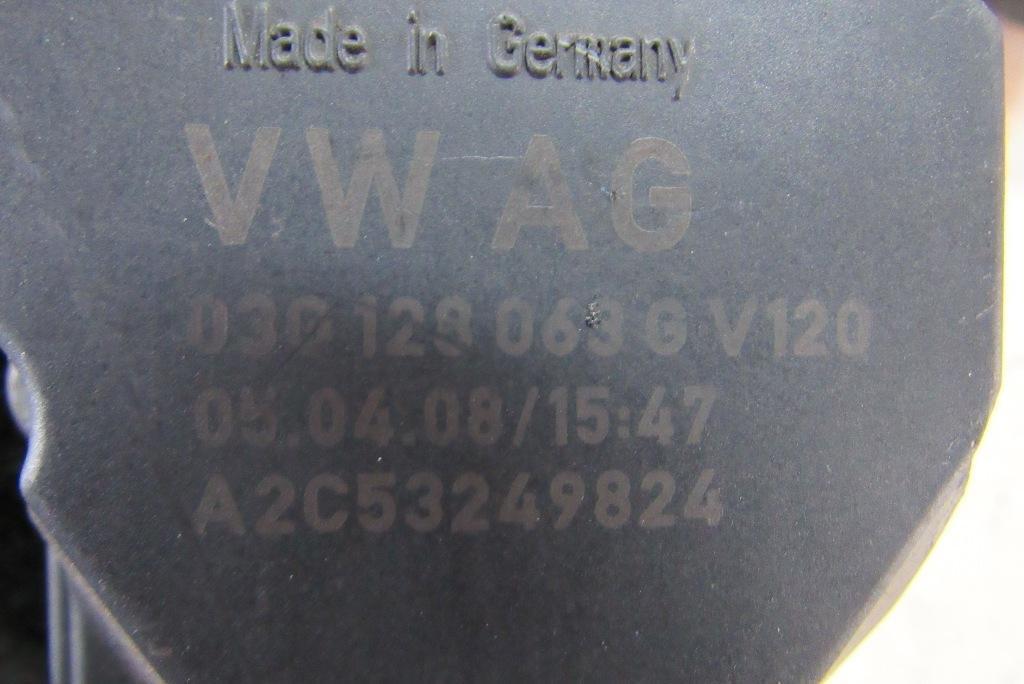 Made in Germany
VW AG
03G 128 063 G V120
05.04.08/15:47
A2C53249824